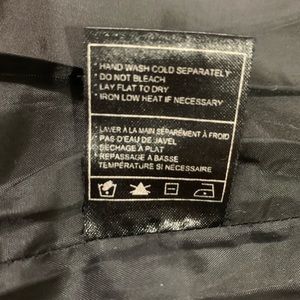 · HAND WASH COLD SEPARATELY
· DO NOT BLEACH
· LAY FLAT TO DRY
· IRON LOW HEAT IF NECESSARY
· LAVER À LA MAIN SÉPARÉMENT À FROID
· PAS D'EAU DE JAVEL
· SÉCHAGE À PLAT
· REPASSAGE A BASSE
TEMPÉRATURE SI NECESSAIRE